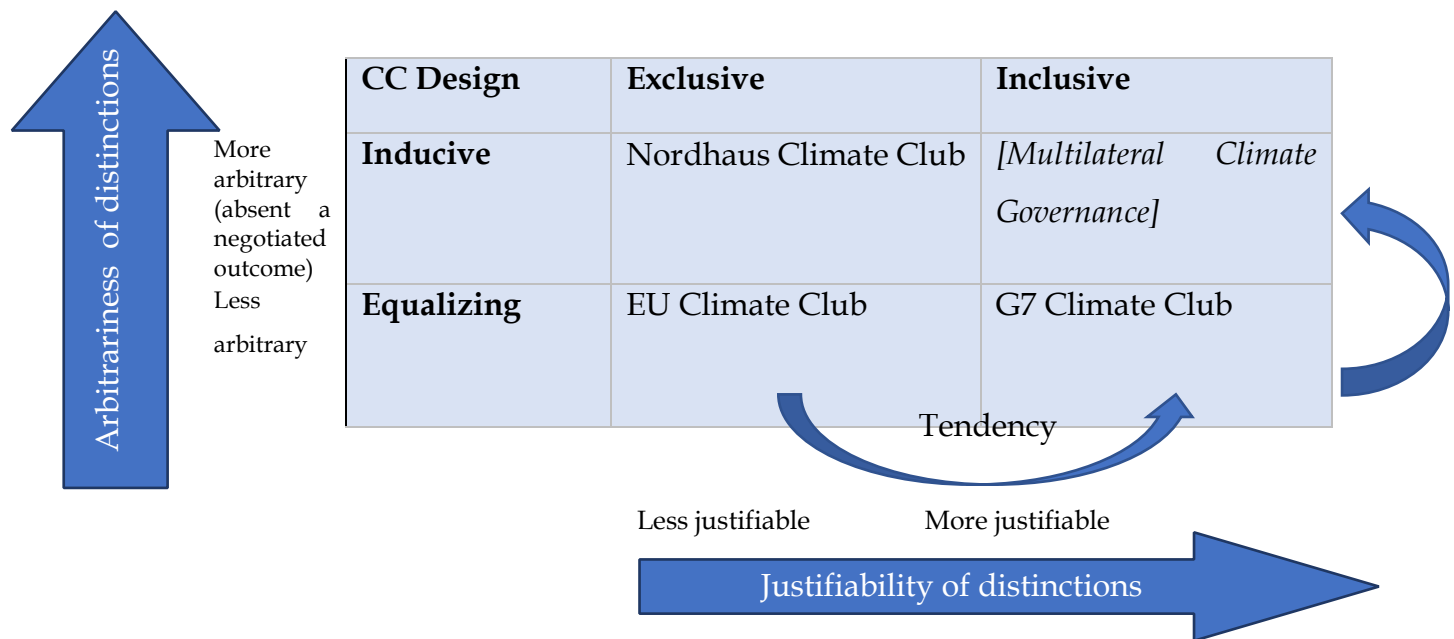 Arbitrariness of distinctions
More
arbitrary
(absent a
negotiated
outcome)
Less
arbitrary
CC Design Exclusive Inclusive
Inducive Nordhaus Climate Club [Multilateral Climate
Governance]
Equalizing EU Climate Club G7 Climate Club
Tendency
Less justifiable More justifiable
Justifiability of distinctions